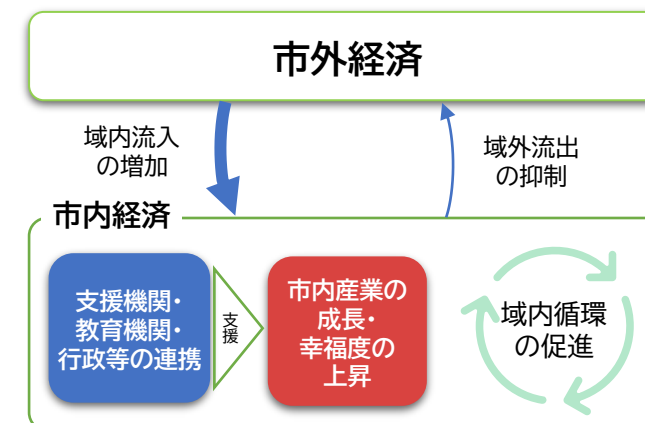 市外経済
域内流入
の増加
域外流出
の抑制
市内経済
支援機関・
教育機関・
行政等の連携
支援
市内産業の
成長・
幸福度の
上昇
域内循環
の促進